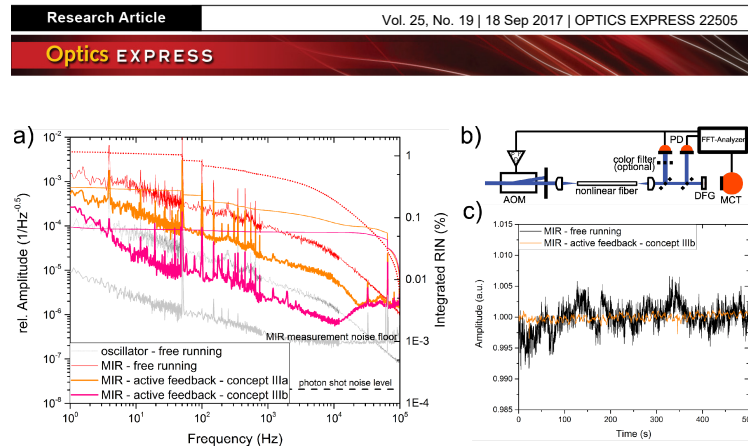 Research Article
Vol. 25, No. 19 | 18 Sep 2017 | OPTICS EXPRESS 22505
Optics EXPRESS
a)
rel. Amplitude (1/Hz^0.5)
10^-2
10^-3
10^-4
10^-5
10^-6
10^-7
10^-8
Integrated RIN (%)
1
0.1
0.01
1E-3
1E-4
MIR measurement noise floor
oscillator - free running
MIR - free running
MIR - active feedback - concept IIIa
MIR - active feedback - concept IIIb
photon shot noise level
10^0 10^1 10^2 10^3 10^4 10^5
Frequency (Hz)
b)
PD
FFT-Analyzer
color filter
(optional)
AOM
nonlinear fiber
DFG
MCT
c)
Amplitude (a.u.)
1.015
1.010
1.005
1.000
0.995
0.990
0.985
MIR - free running
MIR - active feedback - concept IIIb
0 100 200 300 400 500
Time (s)